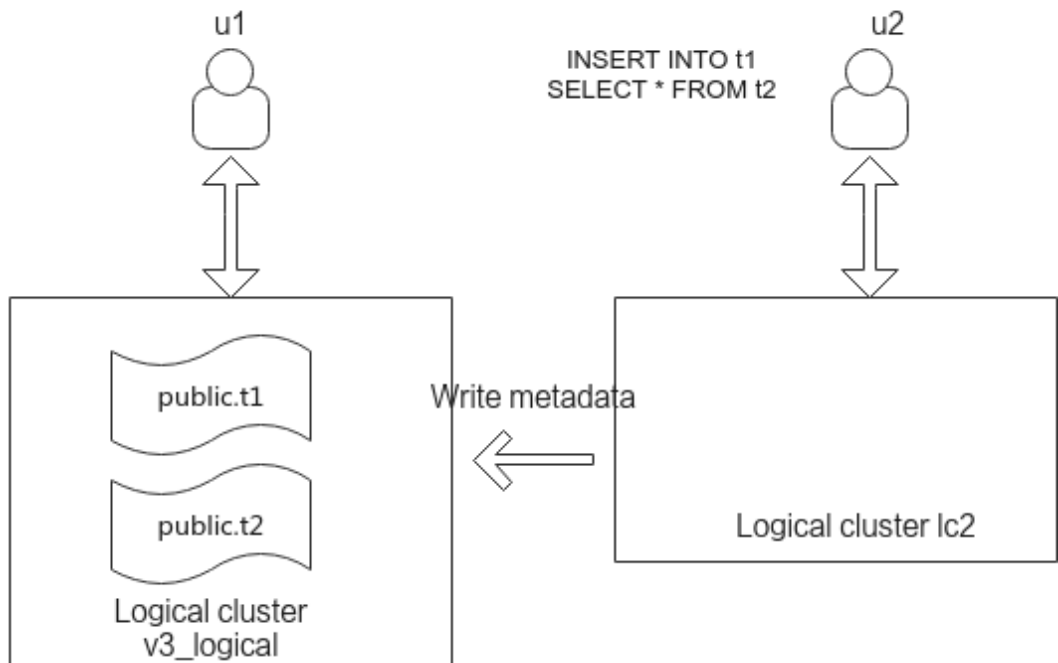 u1
u2
INSERT INTO t1
SELECT * FROM t2
public.t1
Write metadata
public.t2
Logical cluster lc2
Logical cluster
v3_logical